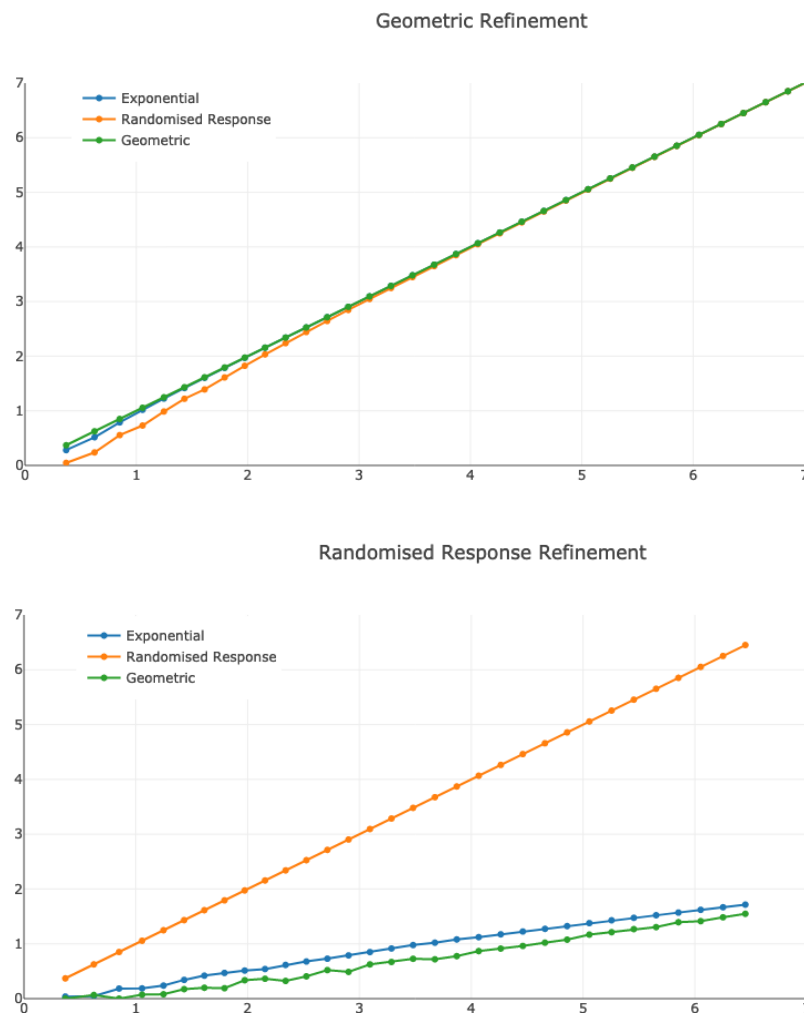 Geometric Refinement
7
Exponential
Randomised Response
Geometric
6
5
4
3
2
1
0
0 1 2 3 4 5 6 7
Randomised Response Refinement
7
Exponential
Randomised Response
Geometric
6
5
4
3
2
1
0
0 1 2 3 4 5 6 7